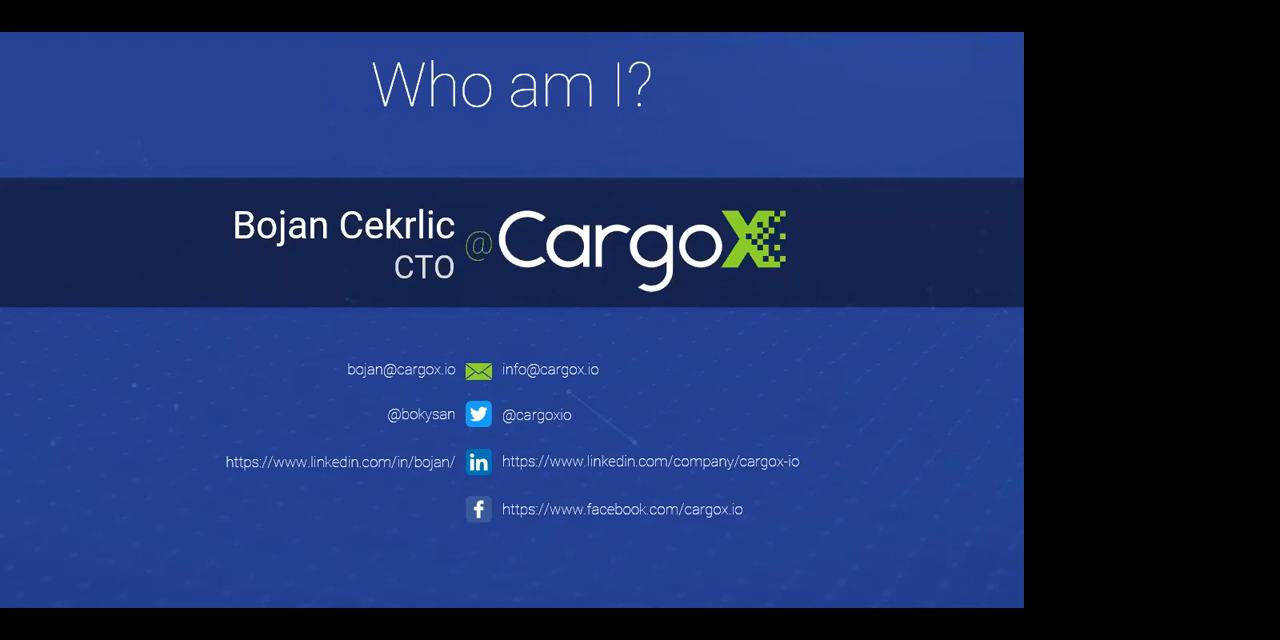 Who am I?
Bojan Cekrlic
CTO
@ CargoX
bojan@cargox.io info@cargox.io
@bokysan @cargoxio
https://www.linkedin.com/in/bojan/ https://www.linkedin.com/company/cargox-io
https://www.facebook.com/cargox.io